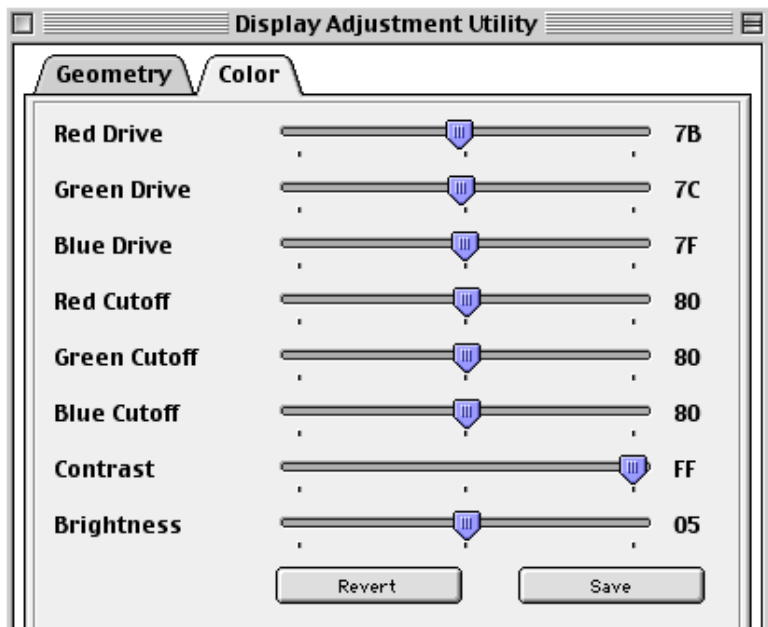 Display Adjustment Utility
Geometry Color
Red Drive 7B
Green Drive 7C
Blue Drive 7F
Red Cutoff 80
Green Cutoff 80
Blue Cutoff 80
Contrast FF
Brightness 05
Revert Save